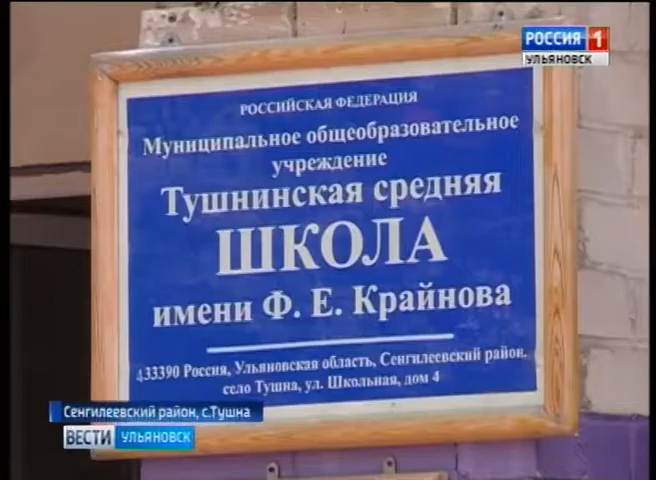 РОССИЯ 1
УЛЬЯНОВСК
РОССИЙСКАЯ ФЕДЕРАЦИЯ
Муниципальное общеобразовательное
учреждение
Тушнинская средняя
ШКОЛА
имени Ф. Е. Крайнова
433390 Россия, Ульяновская область, Сенгилеевский район,
село Тушна, ул. Школьная, дом 4
Сенгилеевский район, с.Тушна
ВЕСТИ УЛЬЯНОВСК